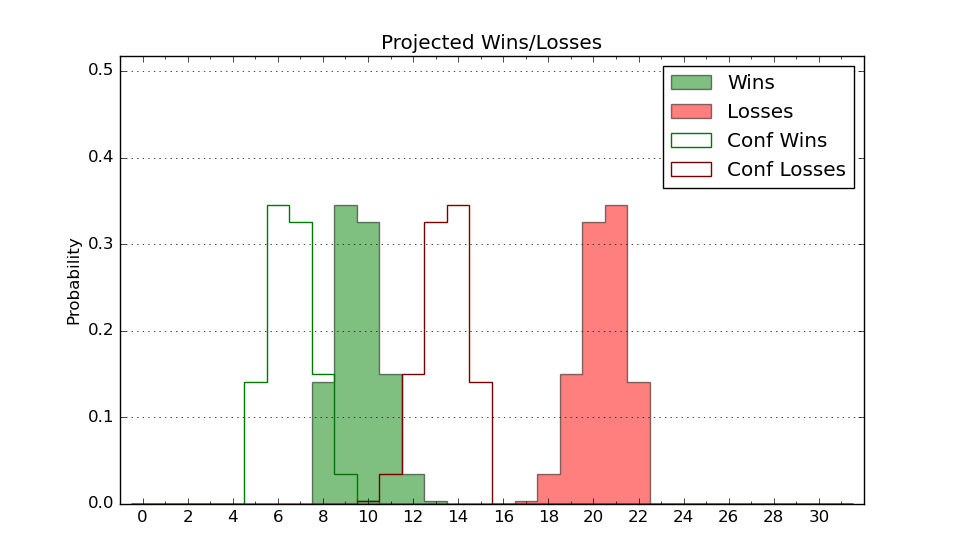 Projected Wins/Losses
Probability
0.5
0.4
0.3
0.2
0.1
0.0
Wins
Losses
Conf Wins
Conf Losses
0 2 4 6 8 10 12 14 16 18 20 22 24 26 28 30